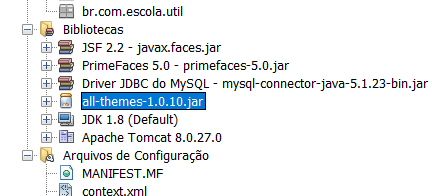 br.com.escola.util
Bibliotecas
JSF 2.2 - javax.faces.jar
PrimeFaces 5.0 - primefaces-5.0.jar
Driver JDBC do MySQL - mysql-connector-java-5.1.23-bin.jar
all-themes-1.0.10.jar
JDK 1.8 (Default)
Apache Tomcat 8.0.27.0
Arquivos de Configuração
MANIFEST.MF
context.xml